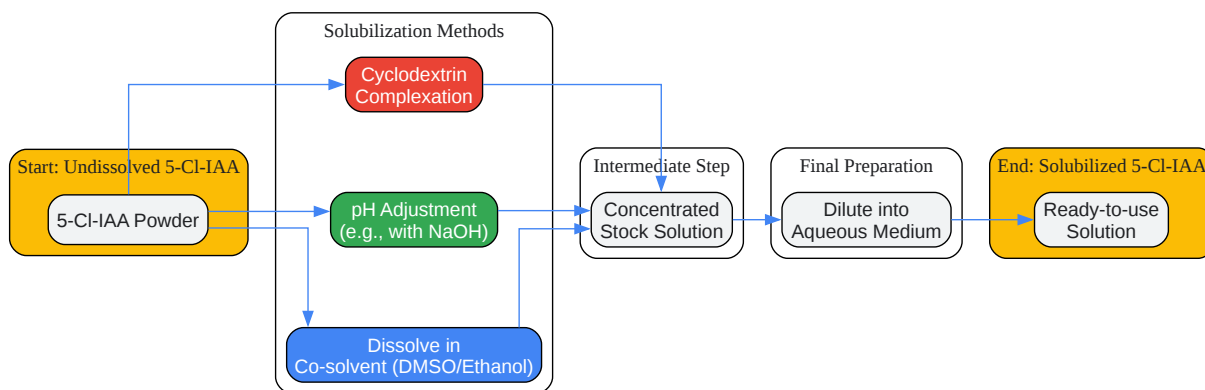 Solubilization Methods
Cyclodextrin
Complexation
Start: Undissolved 5-Cl-IAA
5-Cl-IAA Powder
pH Adjustment
(e.g., with NaOH)
Dissolve in
Co-solvent (DMSO/Ethanol)
Intermediate Step
Concentrated
Stock Solution
Final Preparation
Dilute into
Aqueous Medium
End: Solubilized 5-Cl-IAA
Ready-to-use
Solution